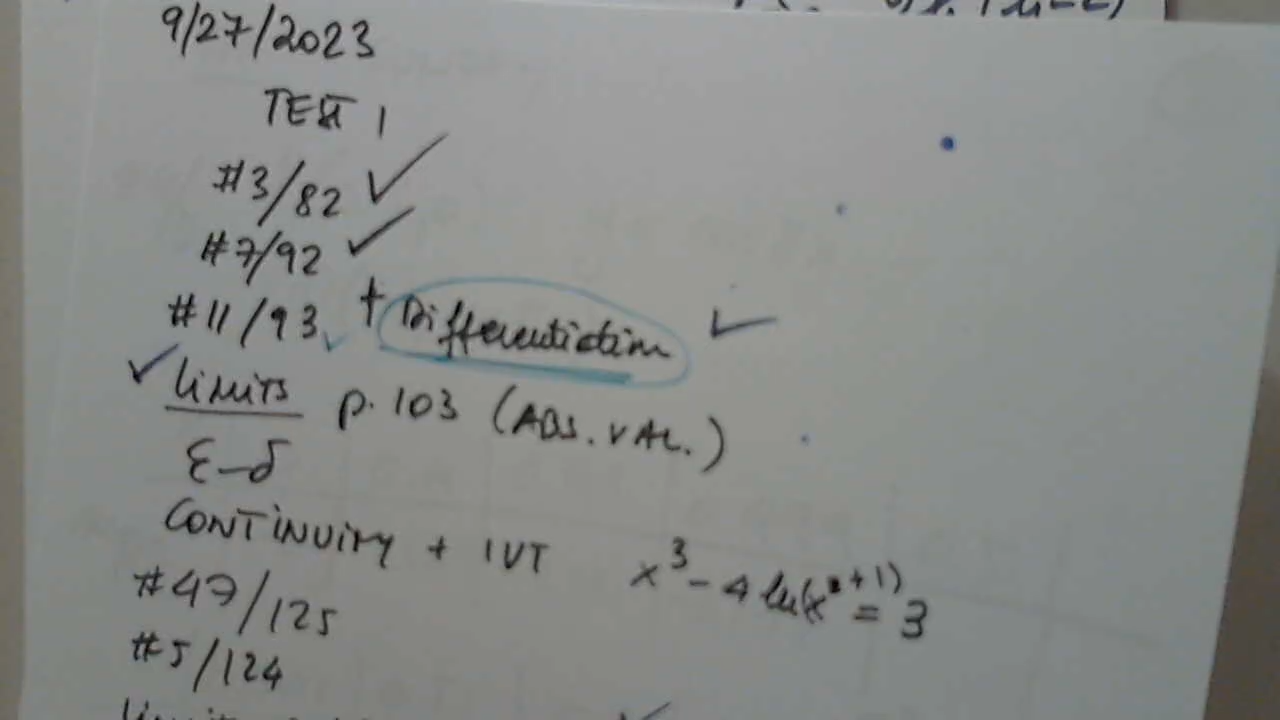 9/27/2023
TEST 1
#3/82 ✓
#7/92 ✓
#11/93 ✓ + Differentiation ✓
✓ Limits p. 103 (ABS. VAL.)
ε-δ
CONTINUITY + IVT x³ - 4 ln(x²+1) = 3
#47/125
#5/124